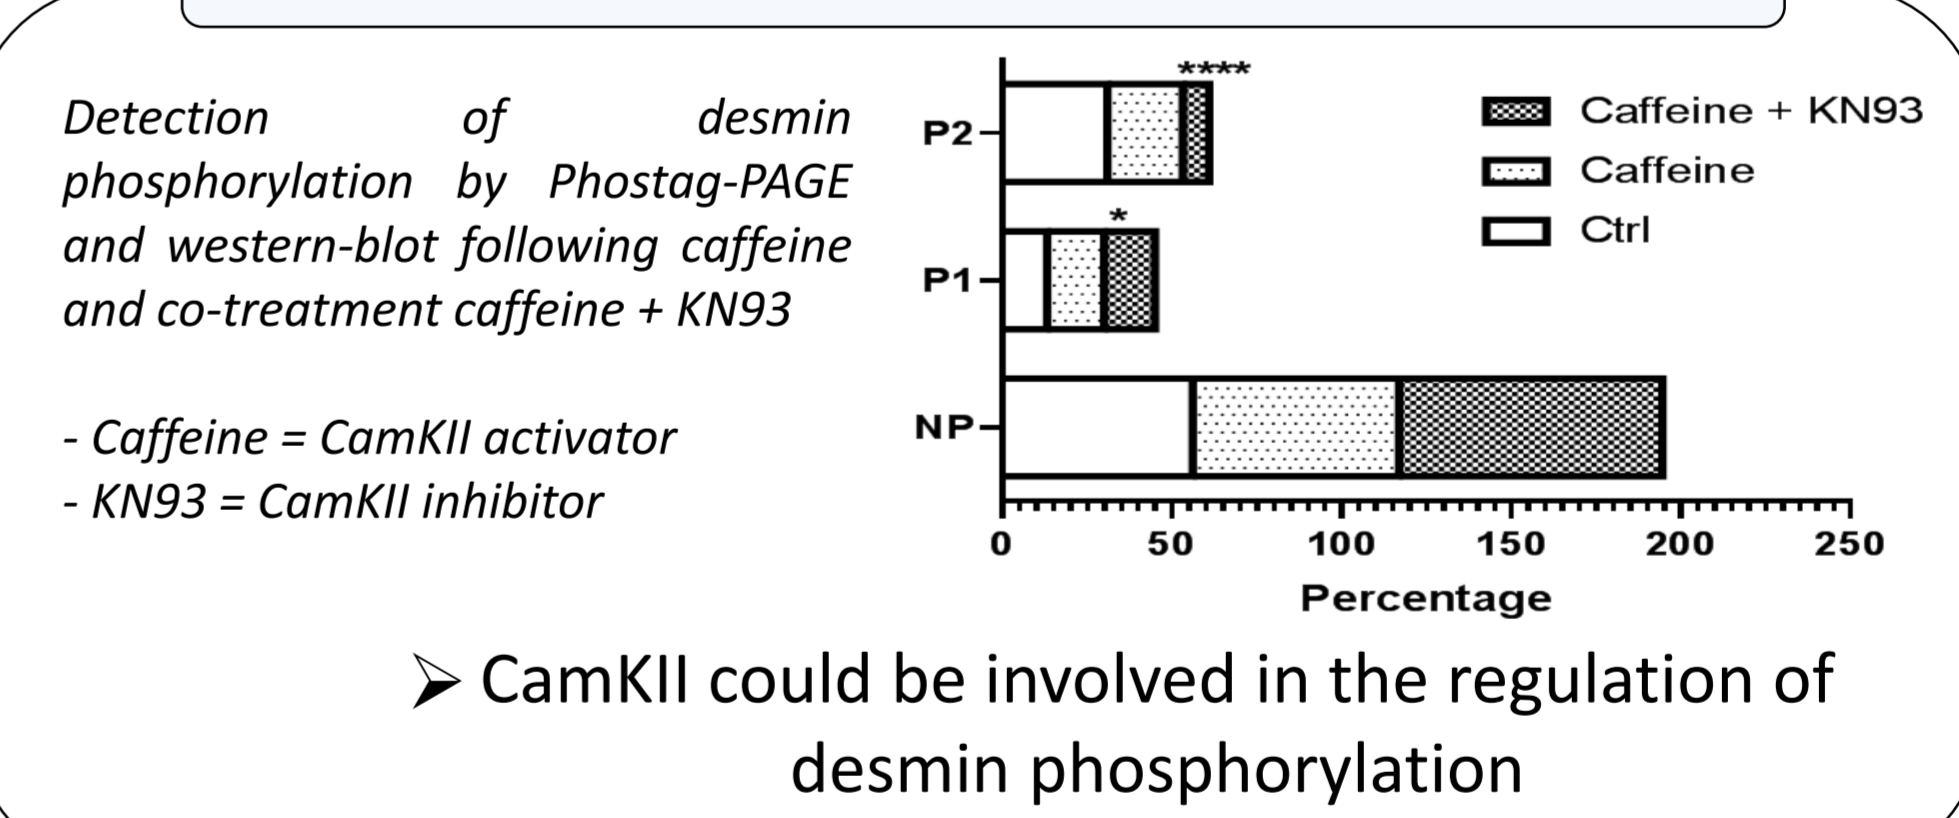 Detection of desmin
phosphorylation by Phostag-PAGE
and western-blot following caffeine
and co-treatment caffeine + KN93
- Caffeine = CamKII activator
- KN93 = CamKII inhibitor
****
P2
*
P1
NP
0 50 100 150 200 250
Percentage
Caffeine + KN93
Caffeine
Ctrl
➢ CamKII could be involved in the regulation of
desmin phosphorylation